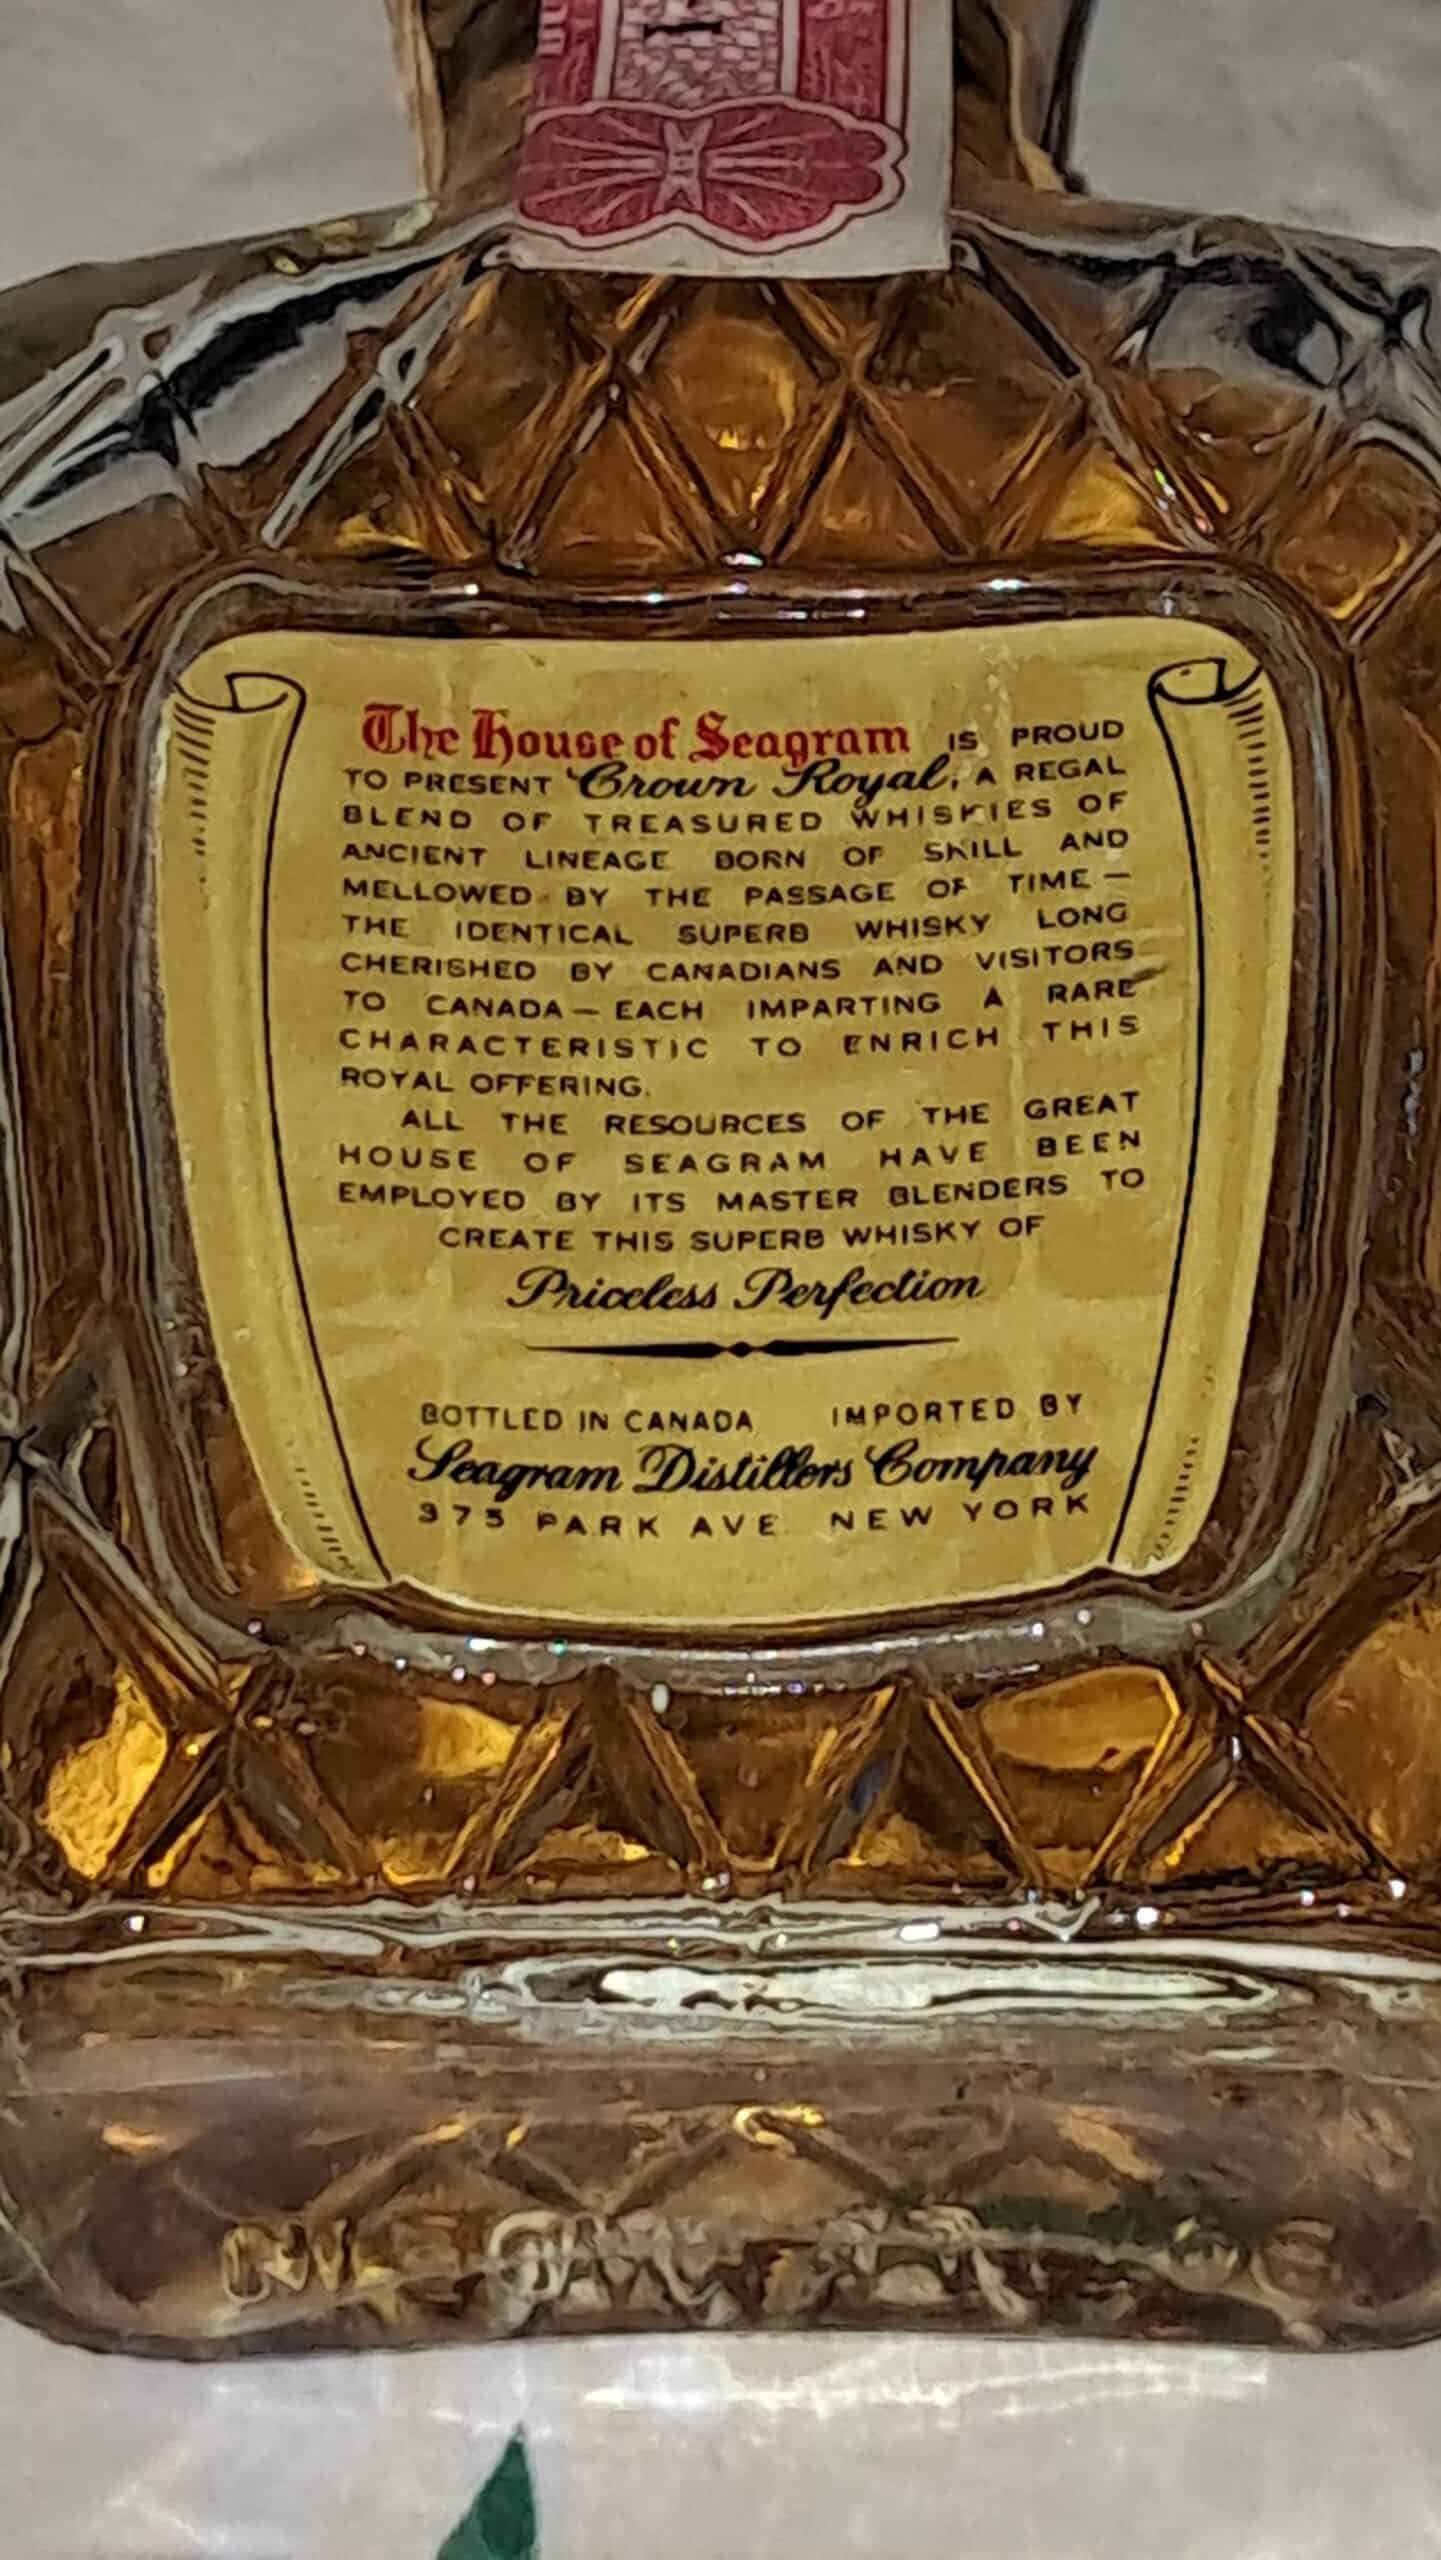 The House of Seagram IS PROUD
TO PRESENT Crown Royal, A REGAL
BLEND OF TREASURED WHISKIES OF
ANCIENT LINEAGE BORN OF SKILL AND
MELLOWED BY THE PASSAGE OF TIME —
THE IDENTICAL SUPERB WHISKY LONG
CHERISHED BY CANADIANS AND VISITORS
TO CANADA — EACH IMPARTING A RARE
CHARACTERISTIC TO ENRICH THIS
ROYAL OFFERING.
ALL THE RESOURCES OF THE GREAT
HOUSE OF SEAGRAM HAVE BEEN
EMPLOYED BY ITS MASTER BLENDERS TO
CREATE THIS SUPERB WHISKY OF
Priceless Perfection
BOTTLED IN CANADA IMPORTED BY
Seagram Distillers Company
375 PARK AVE. NEW YORK